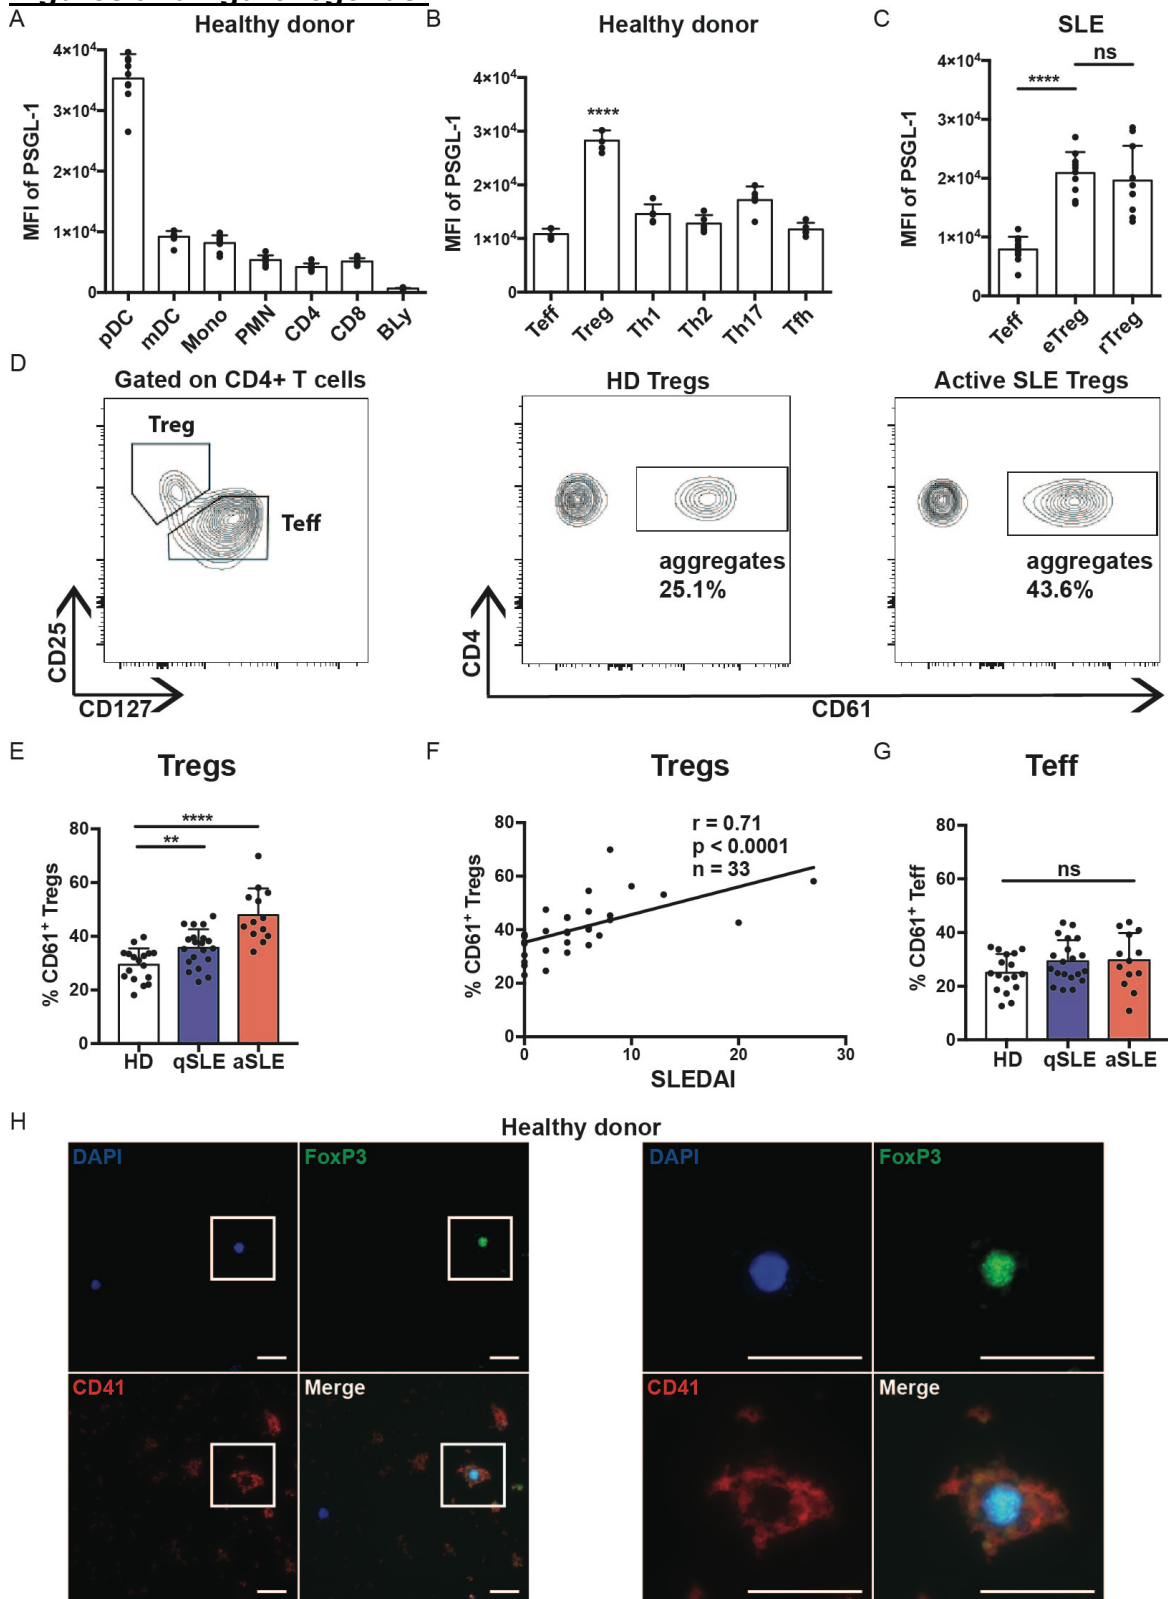 A
Healthy donor
MFI of PSGL-1
4×10⁴
3×10⁴
2×10⁴
1×10⁴
0
pDC
mDC
Mono
PMN
CD4
CD8
BLy
B
Healthy donor
MFI of PSGL-1
4×10⁴
3×10⁴
2×10⁴
1×10⁴
0
****
Teff
Treg
Th1
Th2
Th17
Tfh
C
SLE
MFI of PSGL-1
4×10⁴
3×10⁴
2×10⁴
1×10⁴
0
****
ns
Teff
eTreg
rTreg
D
Gated on CD4+ T cells
Treg
Teff
CD25
CD127
HD Tregs
aggregates
25.1%
Active SLE Tregs
aggregates
43.6%
CD4
CD61
E
Tregs
% CD61⁺ Tregs
80
60
40
20
0
****
**
HD
qSLE
aSLE
F
Tregs
% CD61⁺ Tregs
80
60
40
20
0
r = 0.71
p < 0.0001
n = 33
0
10
20
30
SLEDAI
G
Teff
% CD61⁺ Teff
80
60
40
20
0
ns
HD
qSLE
aSLE
H
Healthy donor
DAPI
FoxP3
CD41
Merge
DAPI
FoxP3
CD41
Merge